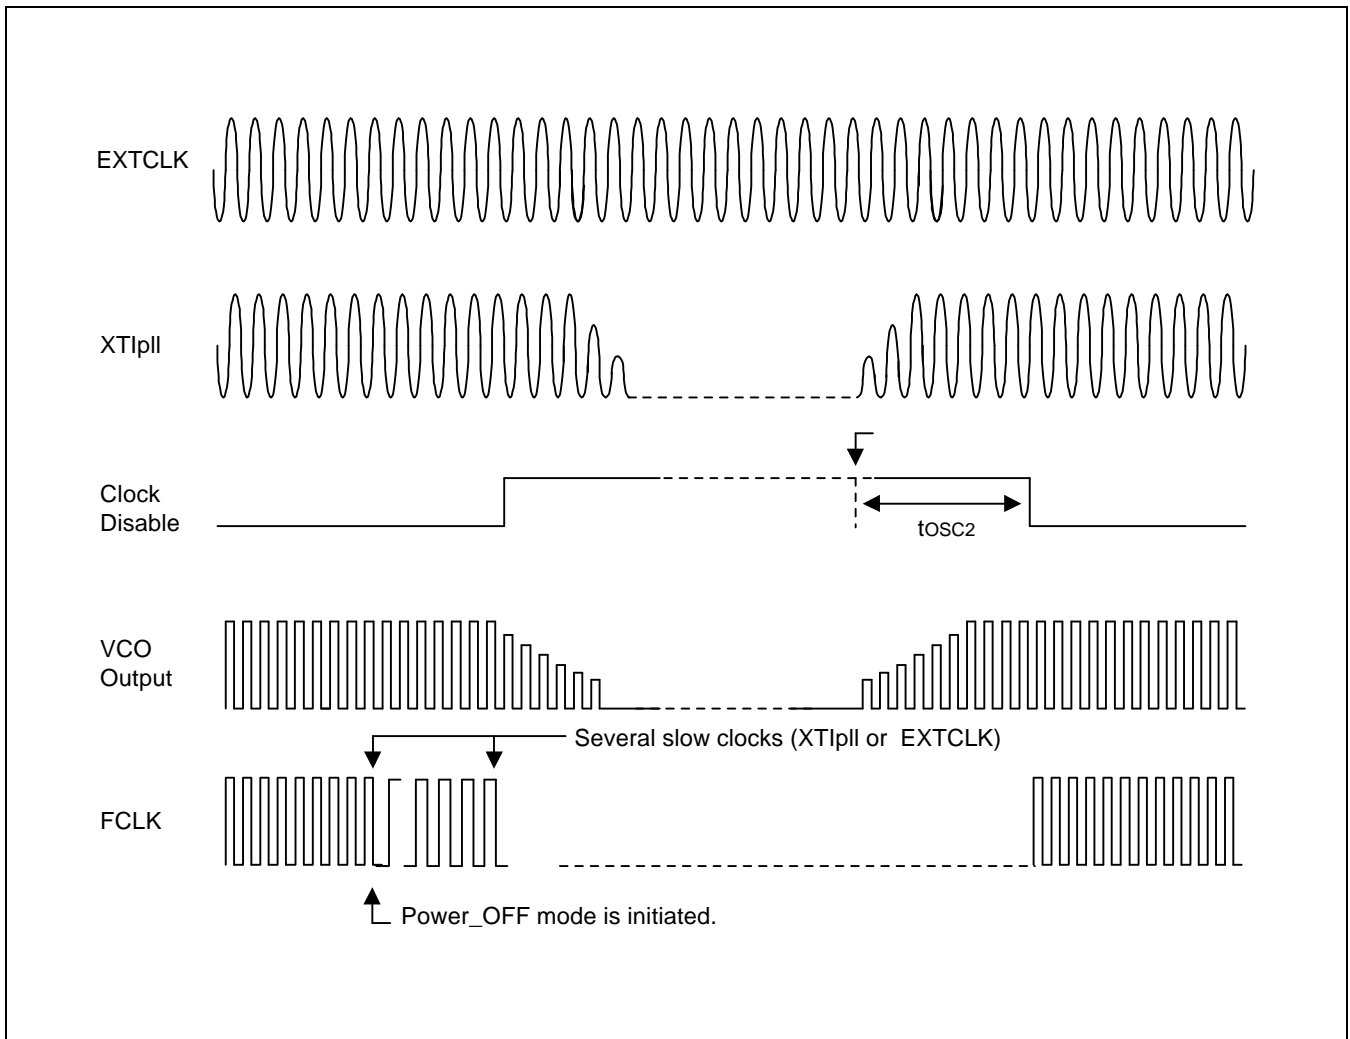 EXTCLK
XTIpll
Clock
Disable
tOSC2
VCO
Output
Several slow clocks (XTIpll or EXTCLK)
FCLK
Power_OFF mode is initiated.